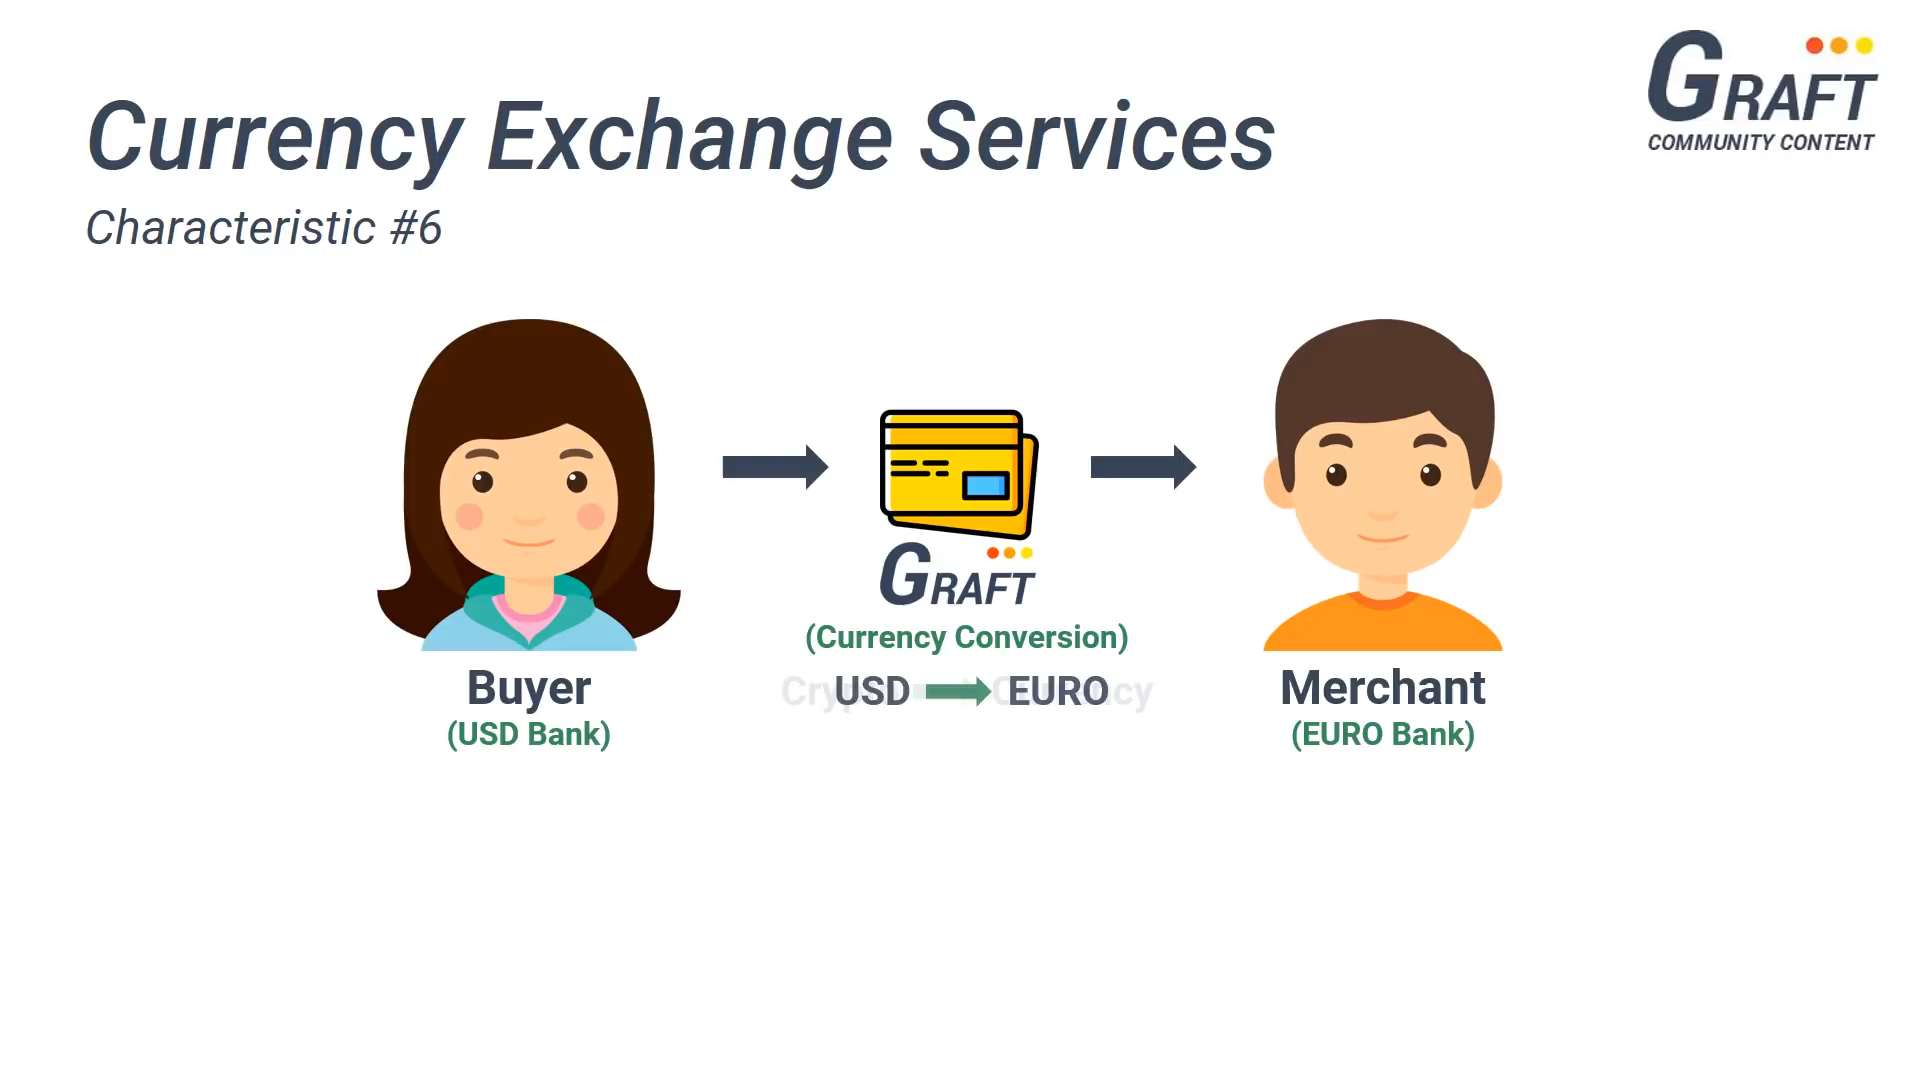 GRAFT
COMMUNITY CONTENT
Currency Exchange Services
Characteristic #6
GRAFT
(Currency Conversion)
USD EURO
Buyer
(USD Bank)
Merchant
(EURO Bank)